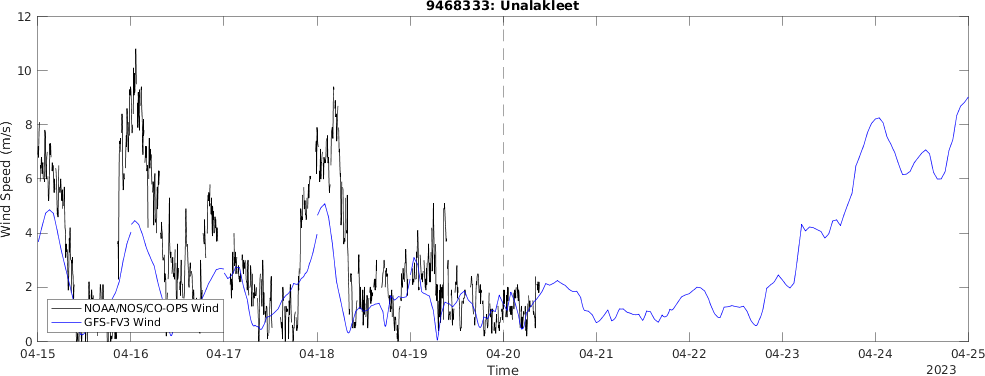 9468333: Unalakleet
Wind Speed (m/s)
12
10
8
6
4
2
0
NOAA/NOS/CO-OPS Wind
GFS-FV3 Wind
04-15 04-16 04-17 04-18 04-19 04-20 04-21 04-22 04-23 04-24 04-25
Time
2023